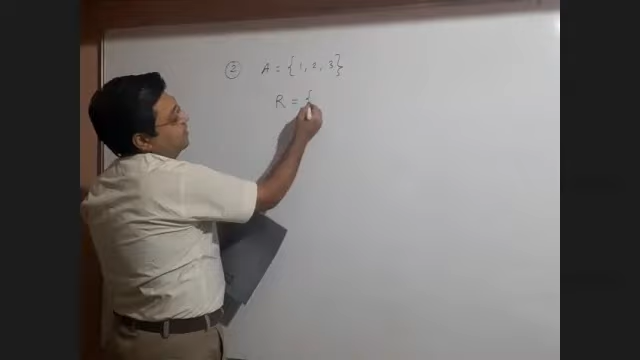 ② A = {1, 2, 3}
R = {